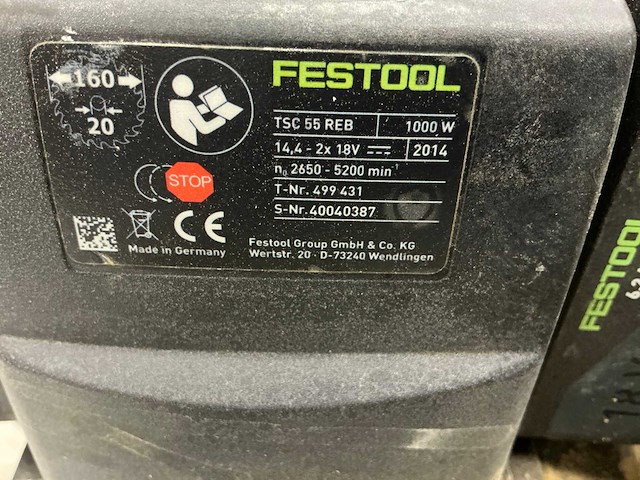 160
20
STOP
CE
Made in Germany
FESTOOL
TSC 55 REB 1000 W
14,4 - 2x 18V 2014
n₀ 2650 - 5200 min⁻¹
T-Nr. 499 431
S-Nr. 40040387
Festool Group GmbH & Co. KG
Wertstr. 20 · D-73240 Wendlingen
FESTOOL